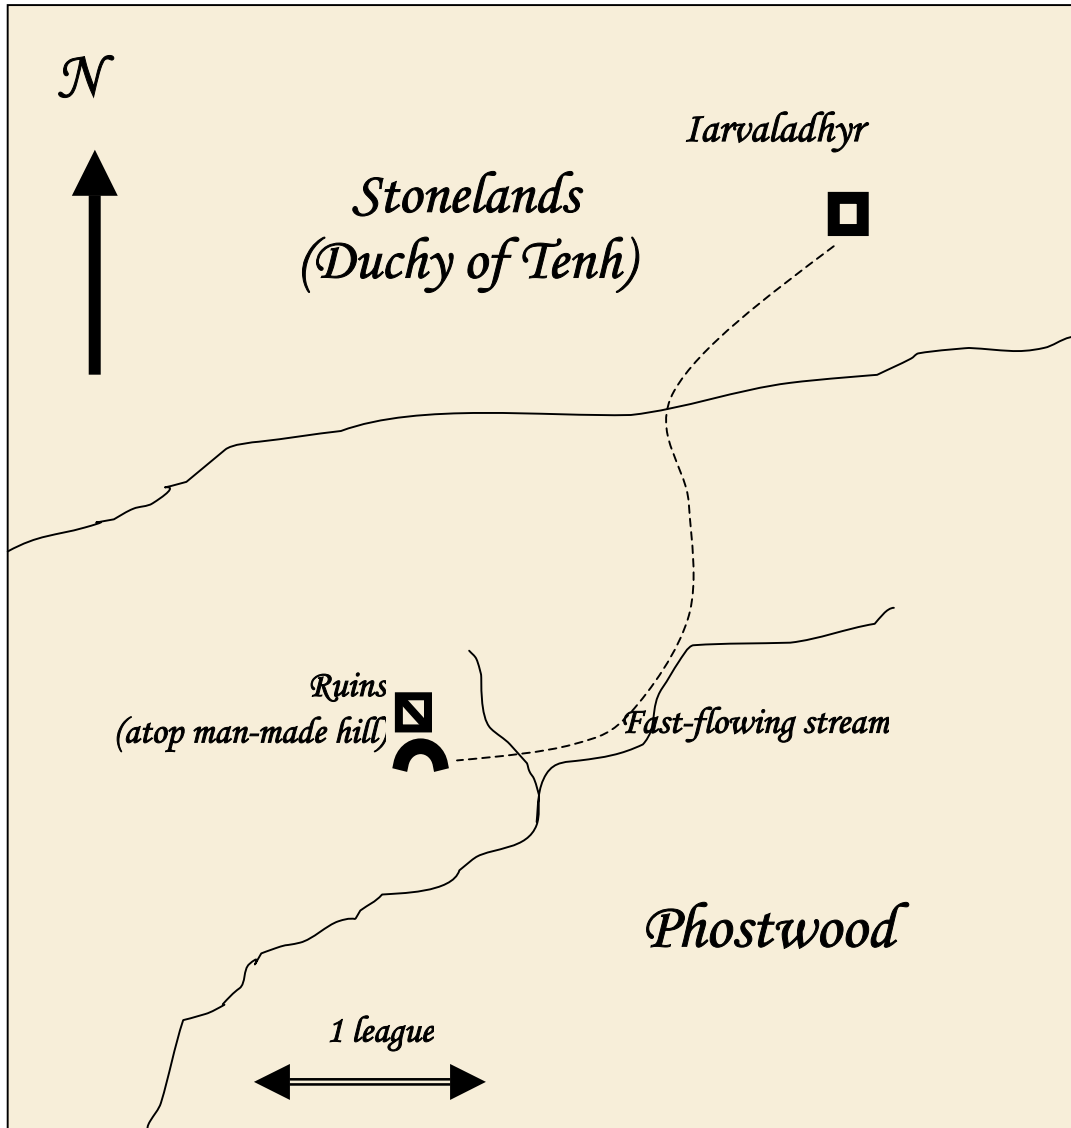 N
Iarvaladhyr
Stonelands
(Duchy of Tenh)
Ruins
(atop man-made hill)
Fast-flowing stream
Phostwood
1 league